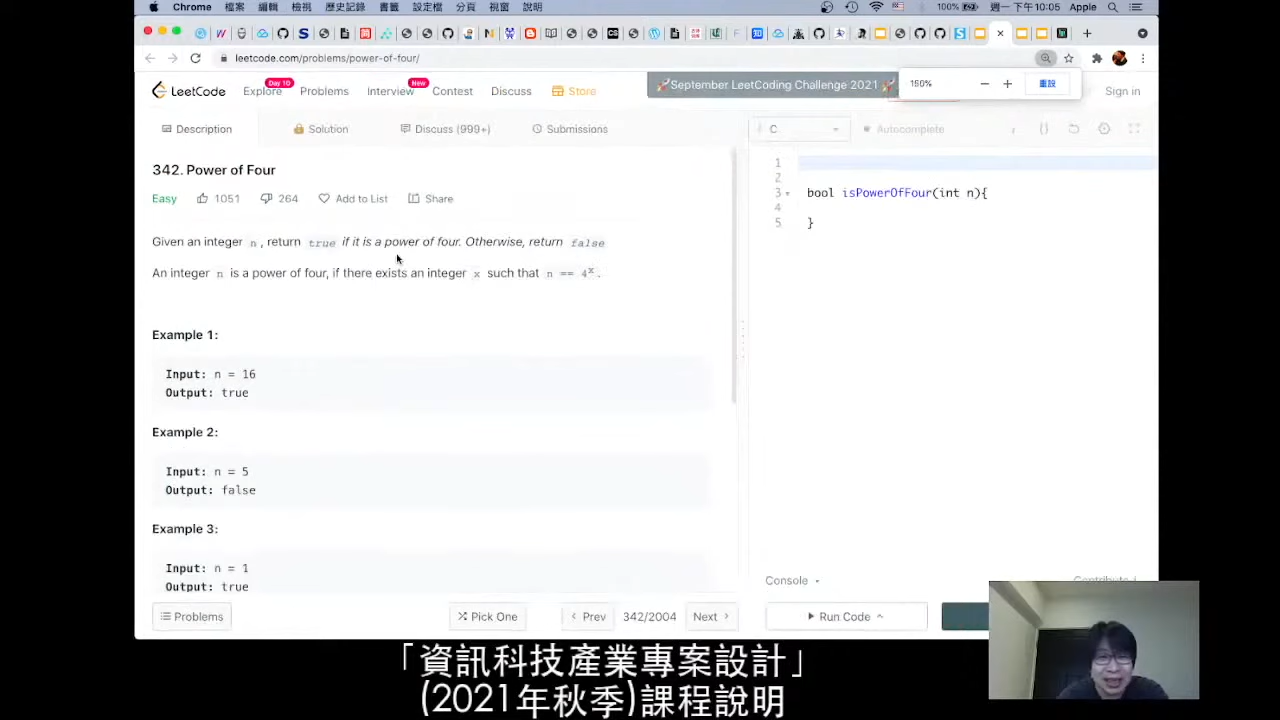 Chrome 檔案 編輯 檢視 歷史記錄 書籤 設定檔 分頁 視窗 說明 100% 週一 下午10:05 Apple
leetcode.com/problems/power-of-four/
150% 重設
LeetCode Explore Day 10 Problems Interview New Contest Discuss Store 🚀September LeetCoding Challenge 2021🚀 Sign in
Description Solution Discuss (999+) Submissions
C Autocomplete
342. Power of Four
Easy 1051 264 Add to List Share
Given an integer n, return true if it is a power of four. Otherwise, return false
An integer n is a power of four, if there exists an integer x such that n == 4ˣ.
Example 1:
Input: n = 16
Output: true
Example 2:
Input: n = 5
Output: false
Example 3:
Input: n = 1
Output: true
1
2
3 bool isPowerOfFour(int n){
4
5 }
Console
Problems Pick One Prev 342/2004 Next Run Code
「資訊科技產業專案設計」
(2021年秋季)課程說明